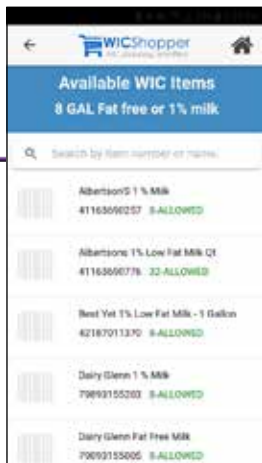 WICShopper
Available WIC Items
8 GAL Fat free or 1% milk
Search by item number or name.
Albertson'S 1 % Milk
41163690257 8-ALLOWED
Albertsons 1% Low Fat Milk Qt
41163690776 32-ALLOWED
Best Yet 1% Low Fat Milk - 1 Gallon
42187011370 8-ALLOWED
Dairy Glenn 1 % Milk
79893155203 8-ALLOWED
Dairy Glenn Fat Free Milk
79893155005 8-ALLOWED